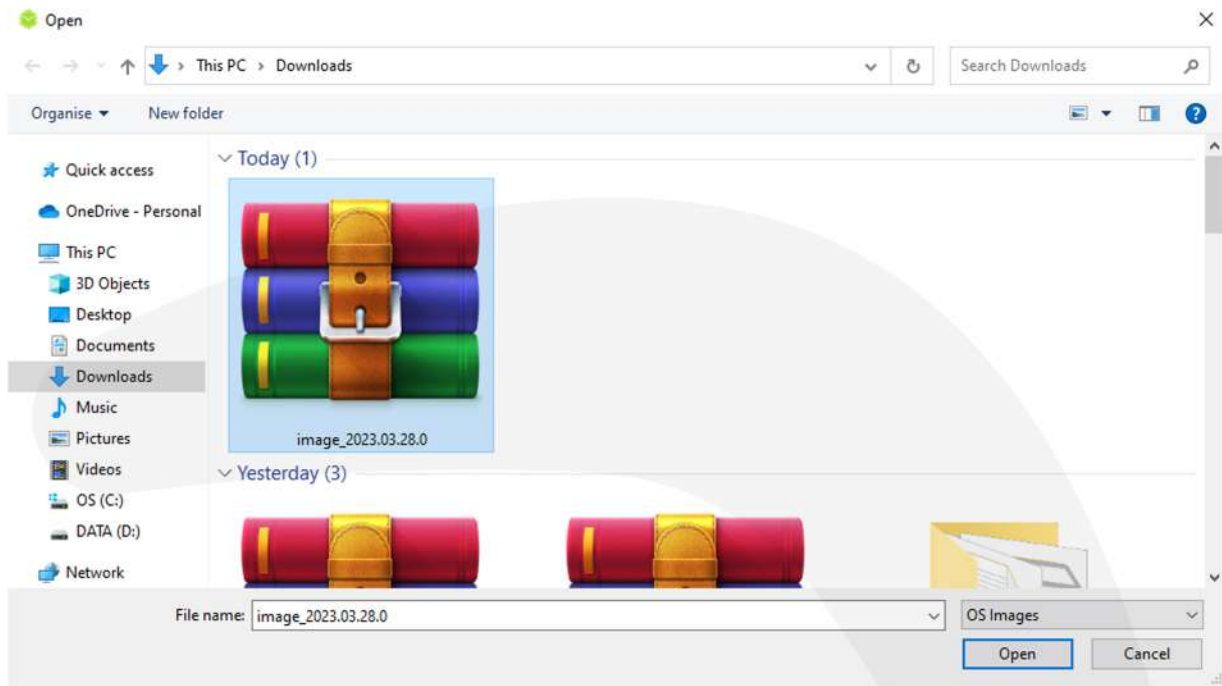 Open
This PC > Downloads
Search Downloads
Organise
New folder
?
Quick access
OneDrive - Personal
This PC
3D Objects
Desktop
Documents
Downloads
Music
Pictures
Videos
OS (C:)
DATA (D:)
Network
Today (1)
image_2023.03.28.0
Yesterday (3)
File name: image_2023.03.28.0
OS Images
Open
Cancel